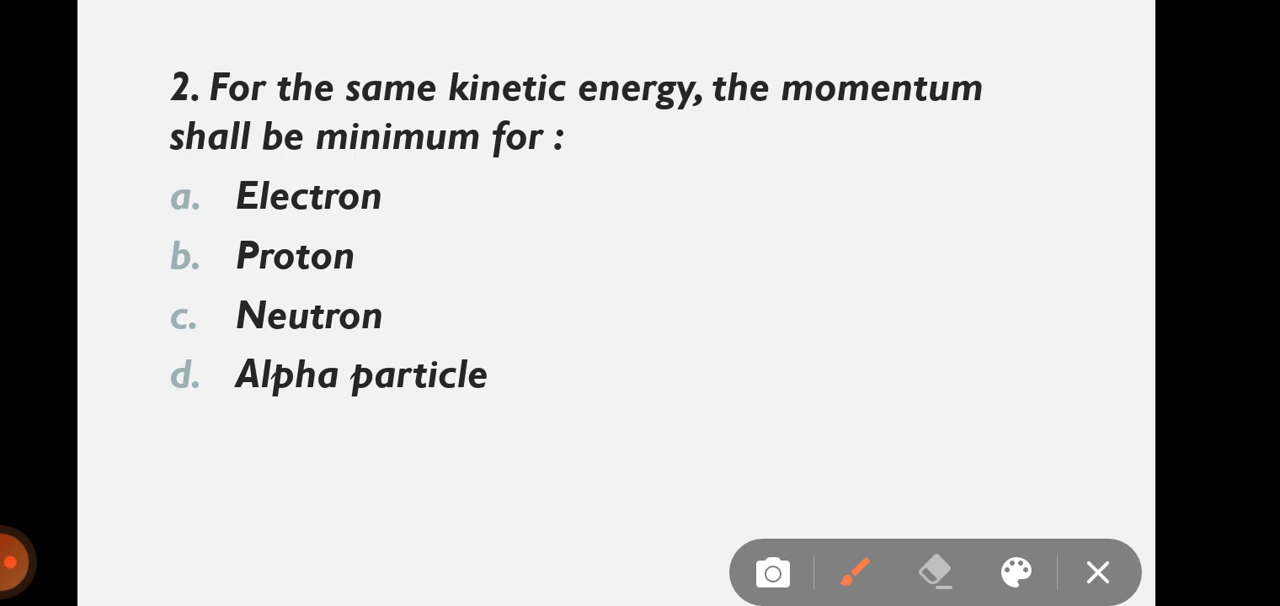 2. For the same kinetic energy, the momentum
shall be minimum for :
a. Electron
b. Proton
c. Neutron
d. Alpha particle